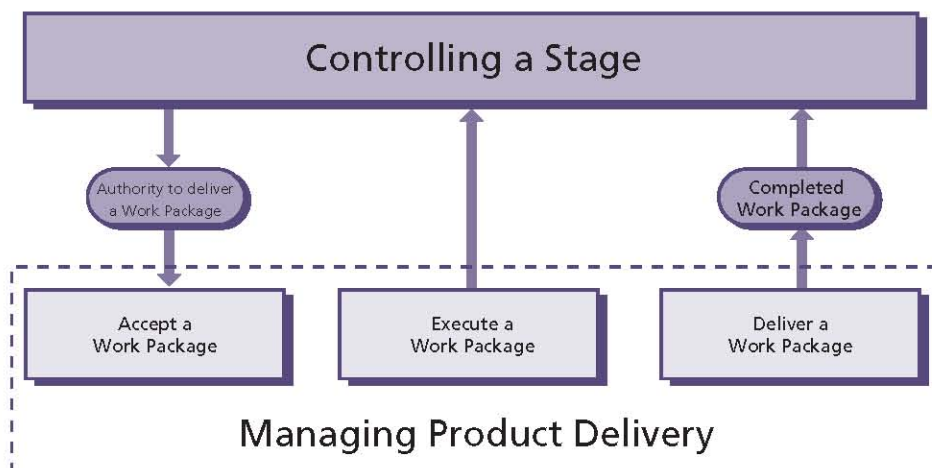 Controlling a Stage
Authority to deliver
a Work Package
Completed
Work Package
Accept a
Work Package
Execute a
Work Package
Deliver a
Work Package
Managing Product Delivery